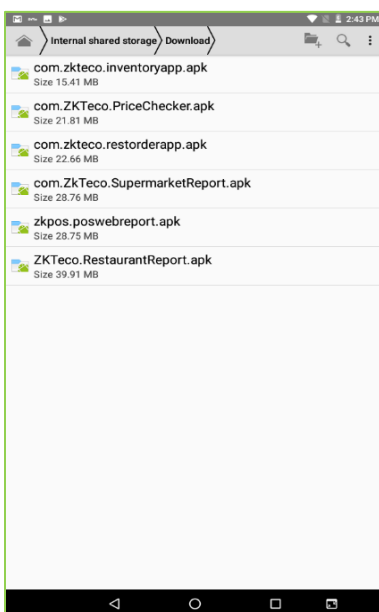 2:43 PM
Internal shared storage
Download
com.zkteco.inventoryapp.apk
Size 15.41 MB
com.ZKTeco.PriceChecker.apk
Size 21.81 MB
com.zkteco.restorderapp.apk
Size 22.66 MB
com.ZkTeco.SupermarketReport.apk
Size 28.76 MB
zkpos.poswebreport.apk
Size 28.75 MB
ZKTeco.RestaurantReport.apk
Size 39.91 MB